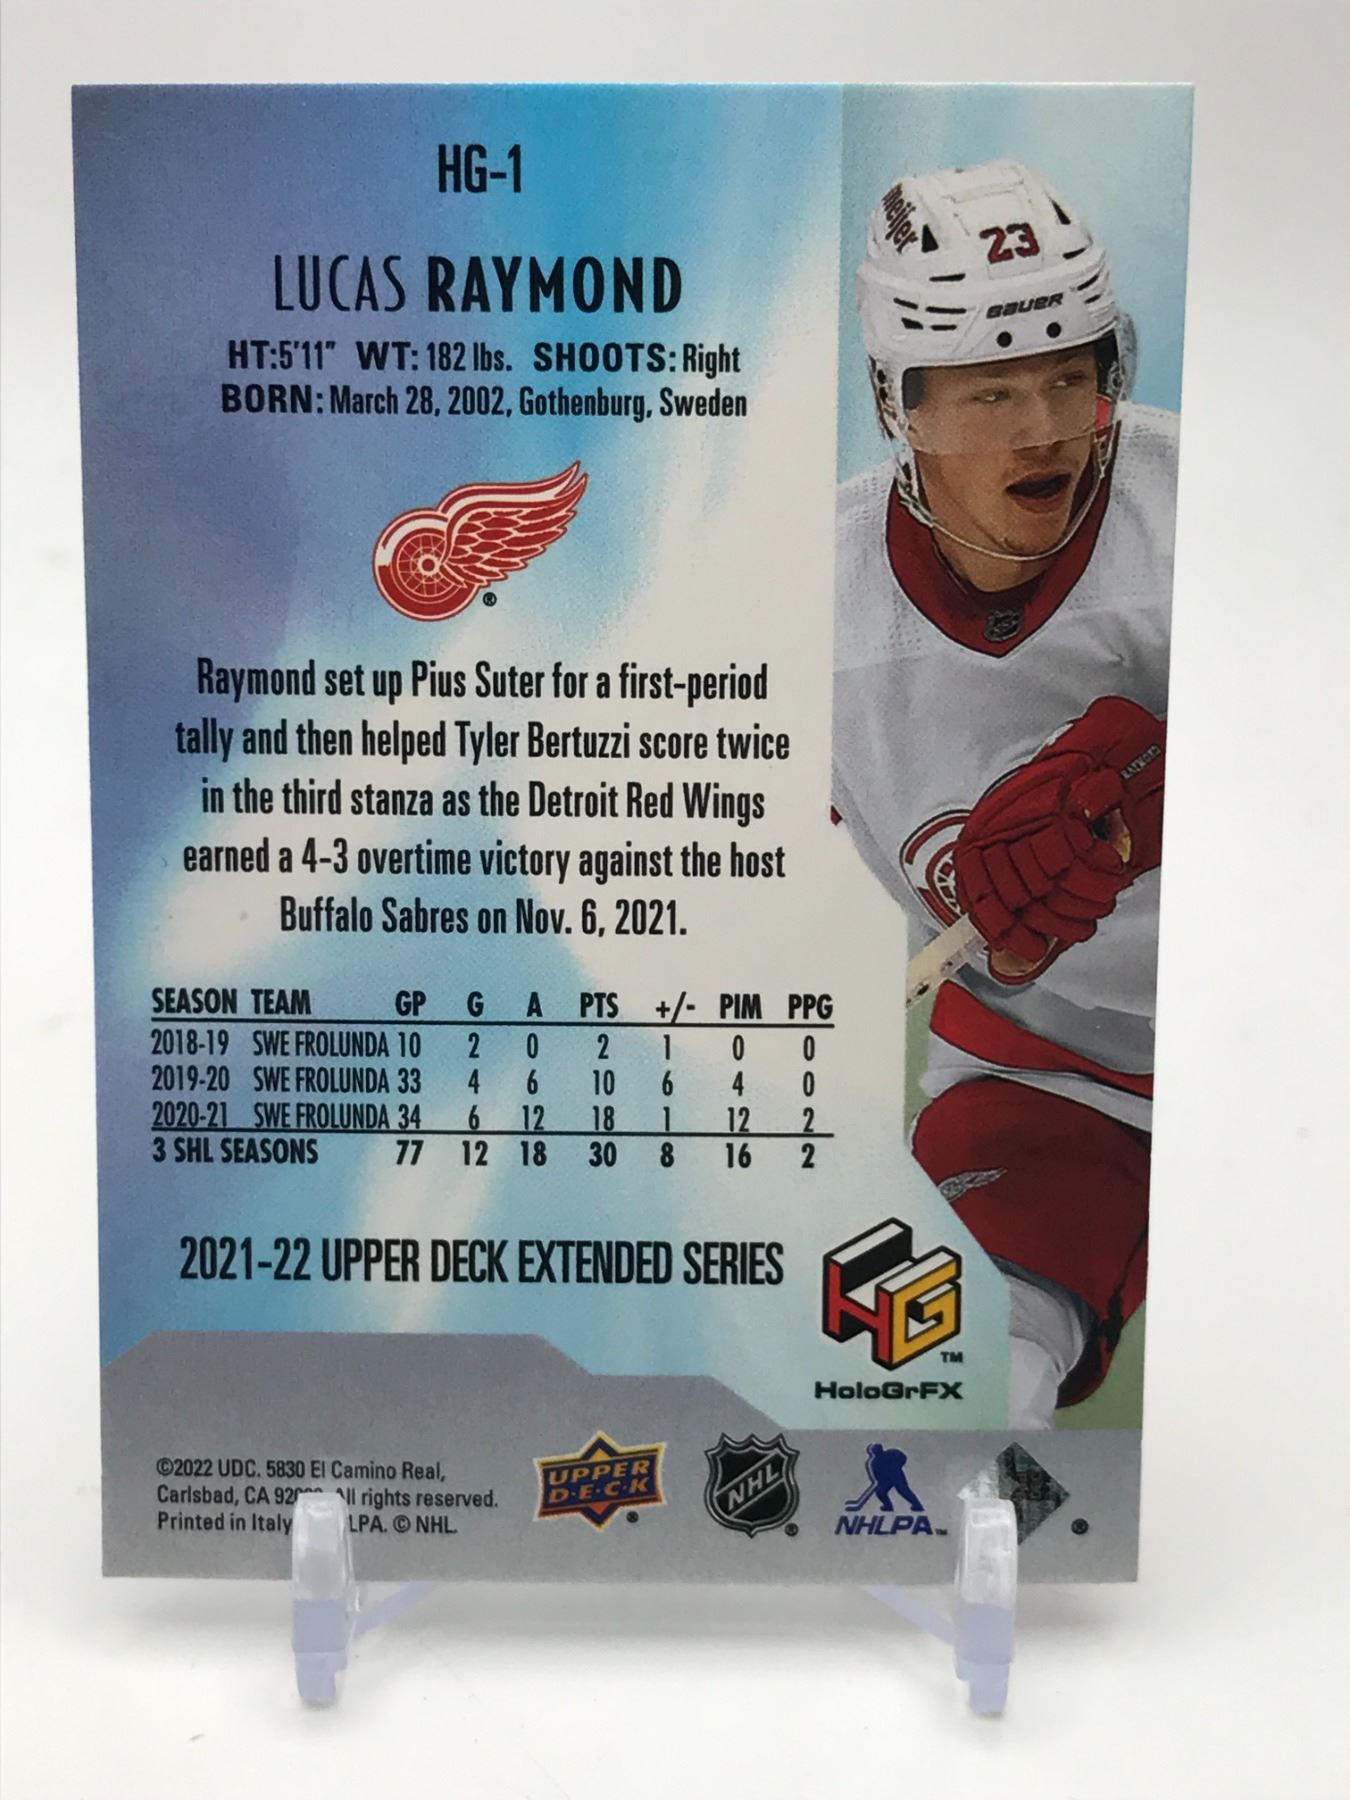 HG-1
LUCAS RAYMOND
HT:5'11" WT: 182 lbs. SHOOTS: Right
BORN: March 28, 2002, Gothenburg, Sweden
meijer
23
BAUER
RAYMOND
®
Raymond set up Pius Suter for a first-period
tally and then helped Tyler Bertuzzi score twice
in the third stanza as the Detroit Red Wings
earned a 4-3 overtime victory against the host
Buffalo Sabres on Nov. 6, 2021.
SEASON TEAM GP G A PTS +/- PIM PPG
2018-19 SWE FROLUNDA 10 2 0 2 1 0 0
2019-20 SWE FROLUNDA 33 4 6 10 6 4 0
2020-21 SWE FROLUNDA 34 6 12 18 1 12 2
3 SHL SEASONS 77 12 18 30 8 16 2
2021-22 UPPER DECK EXTENDED SERIES
HG™
HoloGrFX
©2022 UDC. 5830 El Camino Real,
Carlsbad, CA All rights reserved.
Printed in Italy © NHL.
UPPER DECK®
NHL®
NHLPA™
®